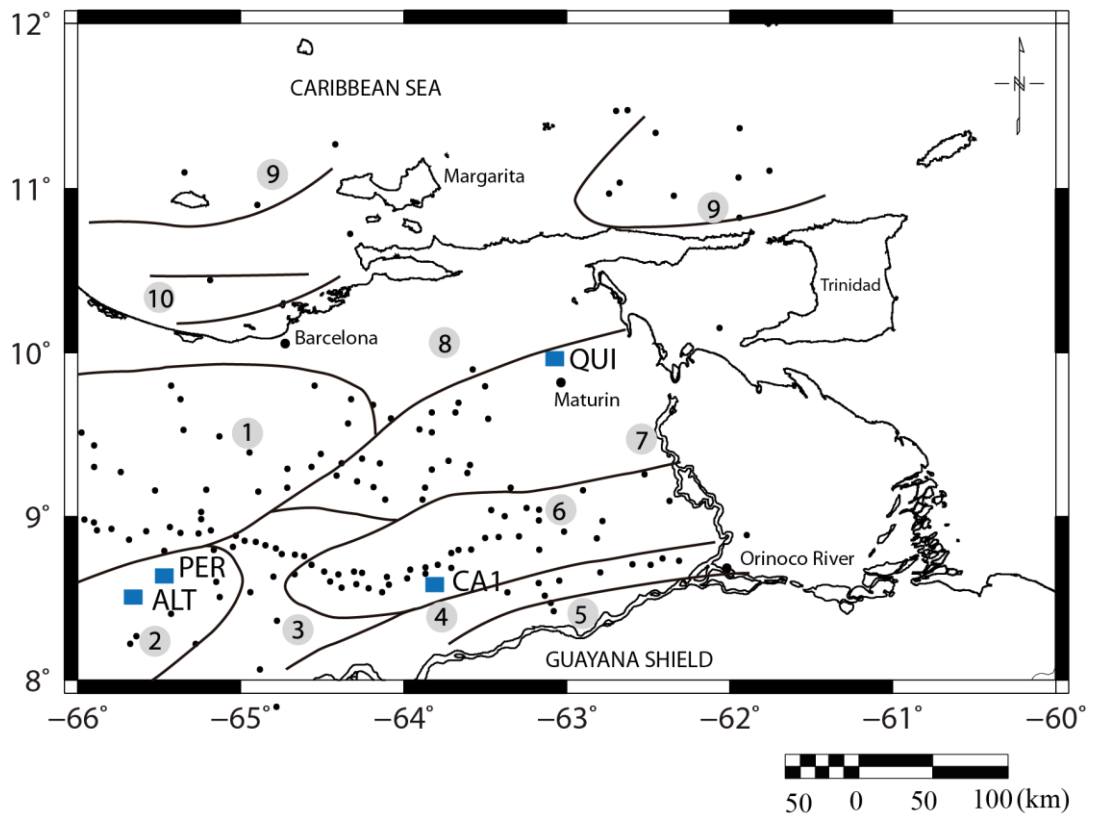 12°
CARIBBEAN SEA
N
11°
9
Margarita
9
Trinidad
10
Barcelona
8
10°
QUI
Maturin
1
7
9°
6
Orinoco River
PER
CA1
ALT
2
3
4
5
GUAYANA SHIELD
8°
−66° −65° −64° −63° −62° −61° −60°
50 0 50 100 (km)